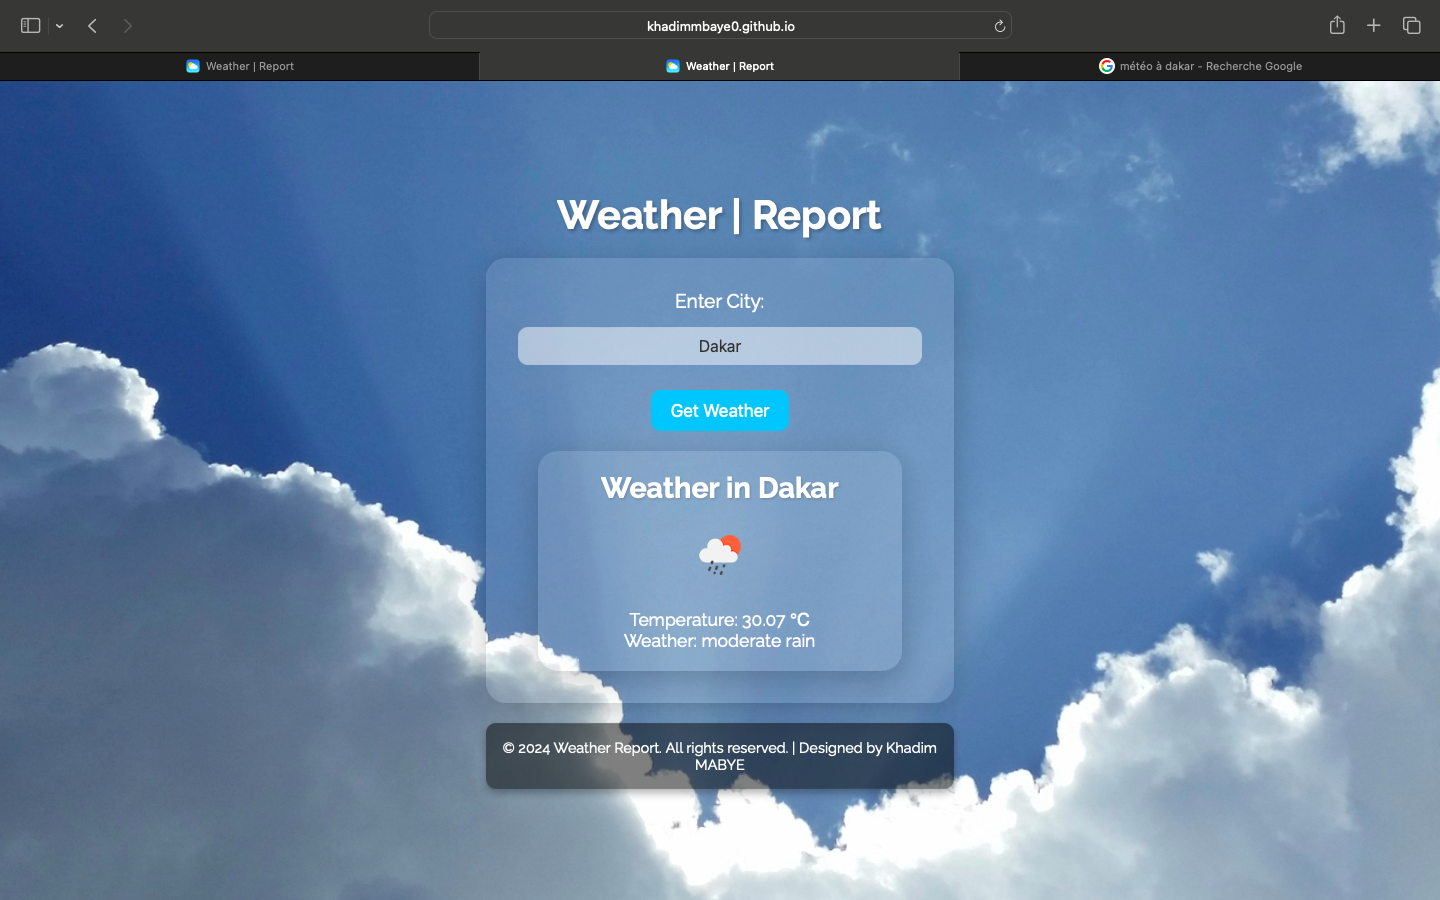 khadimmbaye0.github.io
Weather | Report
Weather | Report
météo à dakar - Recherche Google
Weather | Report
Enter City:
Dakar
Get Weather
Weather in Dakar
Temperature: 30.07 °C
Weather: moderate rain
© 2024 Weather Report. All rights reserved. | Designed by Khadim
MABYE